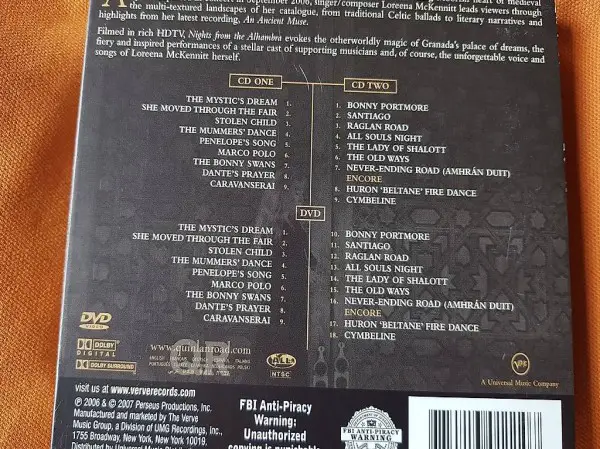 concert in September 2006, singer/composer Loreena McKennitt leads viewers through
the multi-textured landscapes of her catalogue, from traditional Celtic ballads to literary narratives and
highlights from her latest recording, An Ancient Muse.
Filmed in rich HDTV, Nights from the Alhambra evokes the otherworldly magic of Granada's palace of dreams, the
fiery and inspired performances of a stellar cast of supporting musicians and, of course, the unforgettable voice and
songs of Loreena McKennitt herself.
CD ONE
THE MYSTIC'S DREAM 1.
SHE MOVED THROUGH THE FAIR 2.
STOLEN CHILD 3.
THE MUMMERS' DANCE 4.
PENELOPE'S SONG 5.
MARCO POLO 6.
THE BONNY SWANS 7.
DANTE'S PRAYER 8.
CARAVANSERAI 9.
CD TWO
1. BONNY PORTMORE
2. SANTIAGO
3. RAGLAN ROAD
4. ALL SOULS NIGHT
5. THE LADY OF SHALOTT
6. THE OLD WAYS
7. NEVER-ENDING ROAD (AMHRÁN DUIT)
ENCORE
8. HURON 'BELTANE' FIRE DANCE
9. CYMBELINE
DVD
THE MYSTIC'S DREAM 1.
SHE MOVED THROUGH THE FAIR 2.
STOLEN CHILD 3.
THE MUMMERS' DANCE 4.
PENELOPE'S SONG 5.
MARCO POLO 6.
THE BONNY SWANS 7.
DANTE'S PRAYER 8.
CARAVANSERAI 9.
10. BONNY PORTMORE
11. SANTIAGO
12. RAGLAN ROAD
13. ALL SOULS NIGHT
14. THE LADY OF SHALOTT
15. THE OLD WAYS
16. NEVER-ENDING ROAD (AMHRÁN DUIT)
ENCORE
17. HURON 'BELTANE' FIRE DANCE
18. CYMBELINE
DVD
VIDEO
DOLBY
DIGITAL
DOLBY SURROUND
www.quinlanroad.com
QR
ALL
NTSC
VERVE
A Universal Music Company
visit us at www.ververecords.com
℗ 2006 & © 2007 Perseus Productions, Inc.
Manufactured and marketed by The Verve
Music Group, a Division of UMG Recordings, Inc.,
1755 Broadway, New York, New York 10019.
Distributed by Universal Music
FBI Anti-Piracy
Warning:
Unauthorized
copying is punishable
FBI ANTI-PIRACY
WARNING